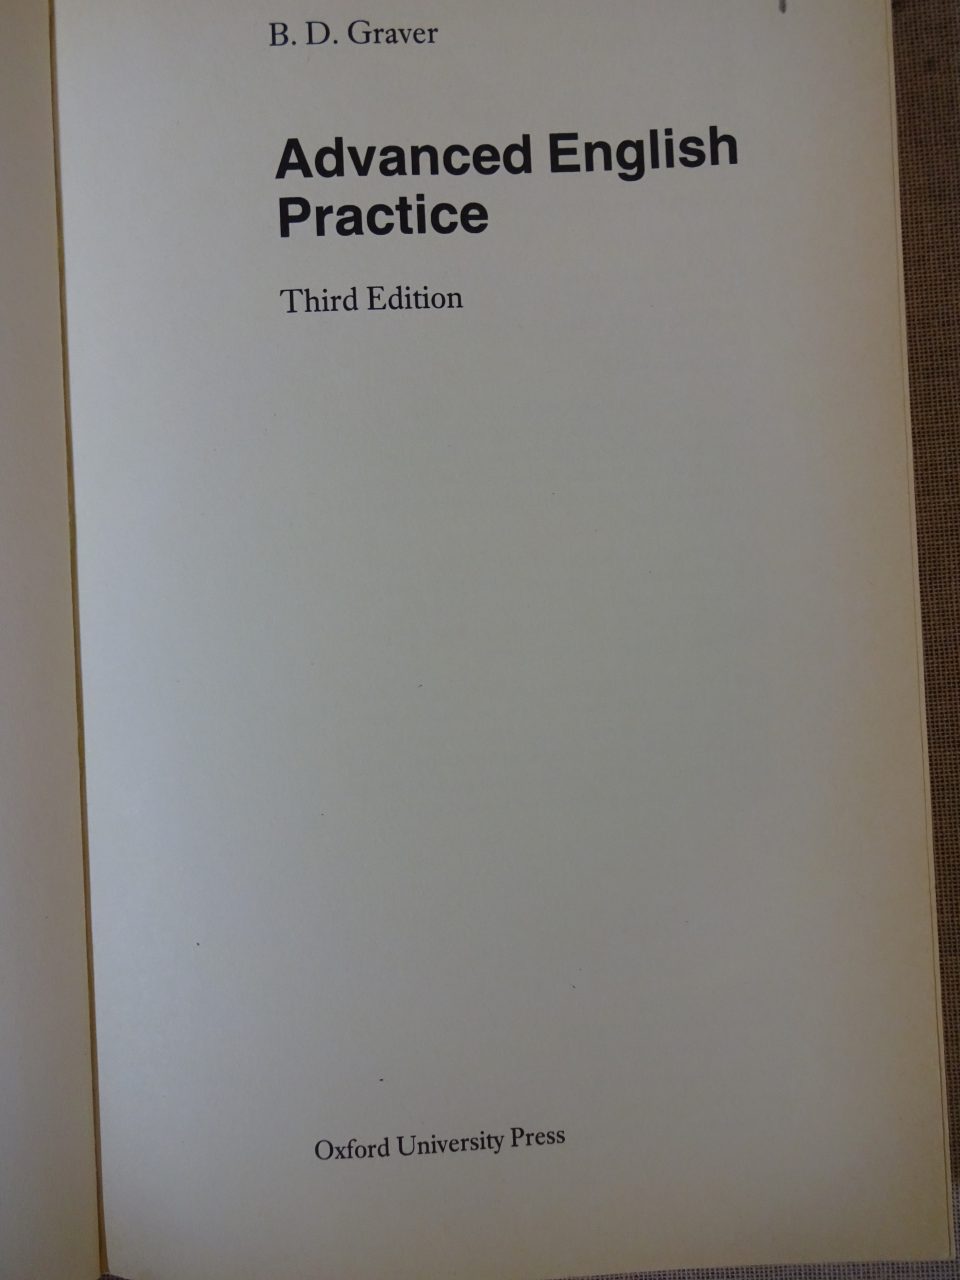 B. D. Graver
Advanced English
Practice
Third Edition
Oxford University Press